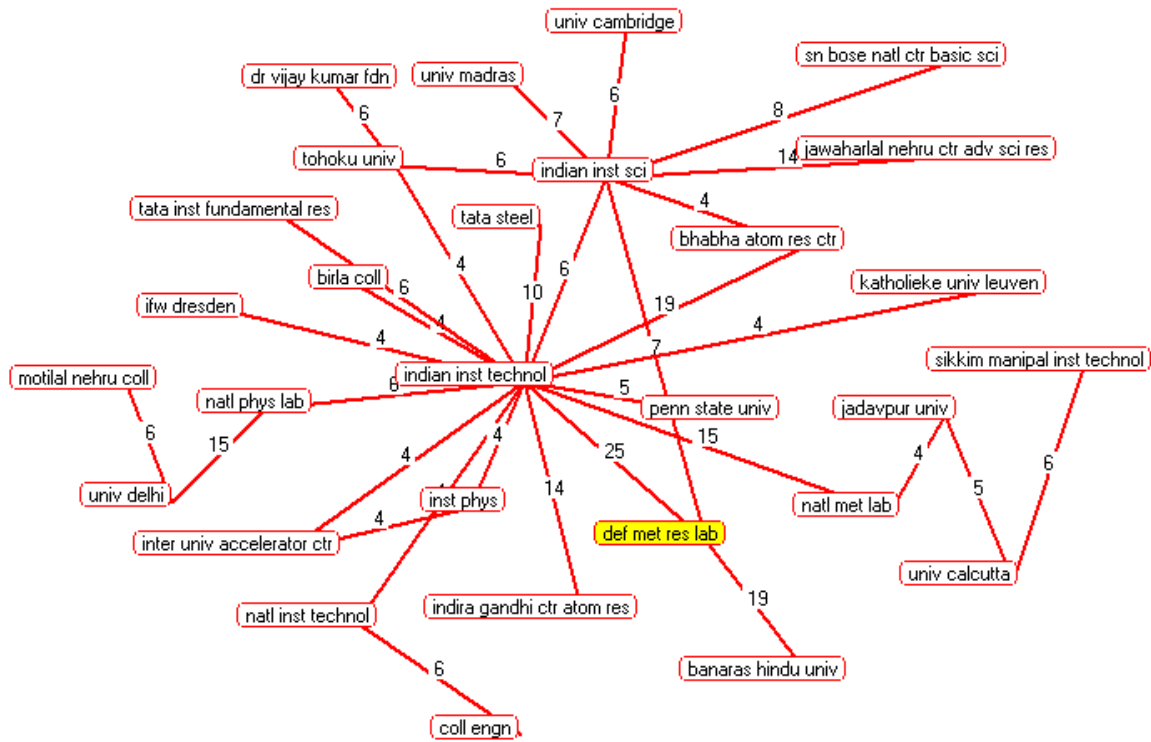 univ cambridge
sn bose natl ctr basic sci
dr vijay kumar fdn
univ madras
6
8
6
7
tohoku univ
6
indian inst sci
14
jawaharlal nehru ctr adv sci res
tata inst fundamental res
tata steel
4
bhabha atom res ctr
4
6
birla coll
6
10
19
katholieke univ leuven
ifw dresden
4
4
4
7
sikkim manipal inst technol
motilal nehru coll
indian inst technol
6
natl phys lab
5
penn state univ
jadavpur univ
6
15
4
25
15
4
6
4
univ delhi
inst phys
14
5
natl met lab
4
inter univ accelerator ctr
def met res lab
univ calcutta
natl inst technol
indira gandhi ctr atom res
19
6
banaras hindu univ
coll engn